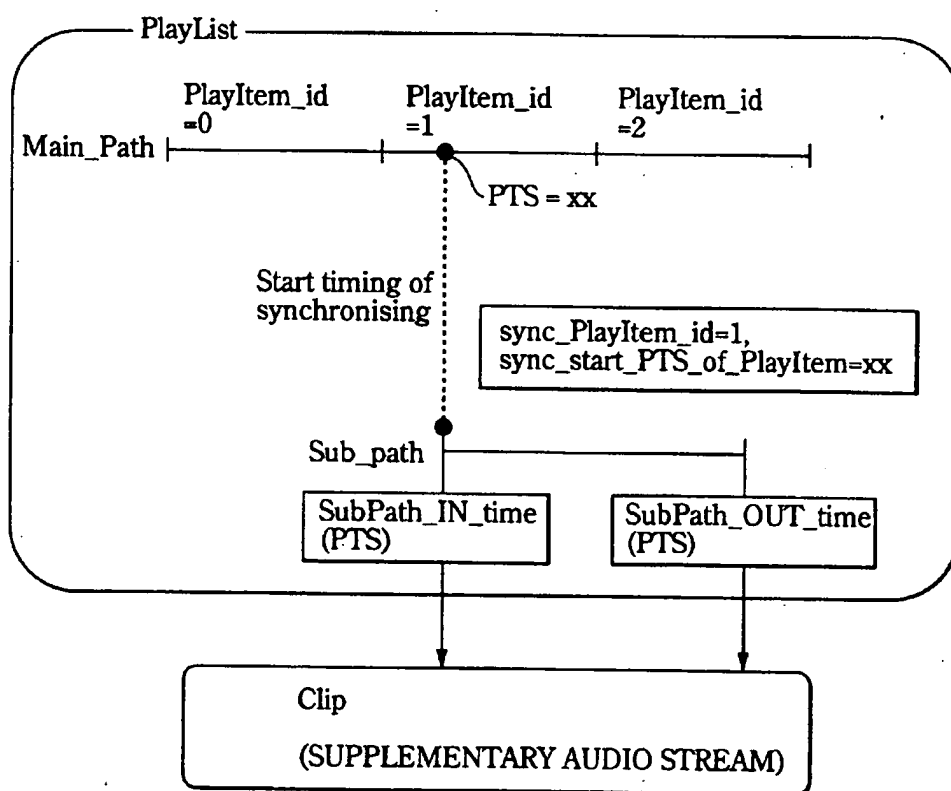 PlayList
PlayItem_id
=0
PlayItem_id
=1
PlayItem_id
=2
Main_Path
PTS = xx
Start timing of
synchronising
sync_PlayItem_id=1,
sync_start_PTS_of_PlayItem=xx
Sub_path
SubPath_IN_time
(PTS)
SubPath_OUT_time
(PTS)
Clip
(SUPPLEMENTARY AUDIO STREAM)